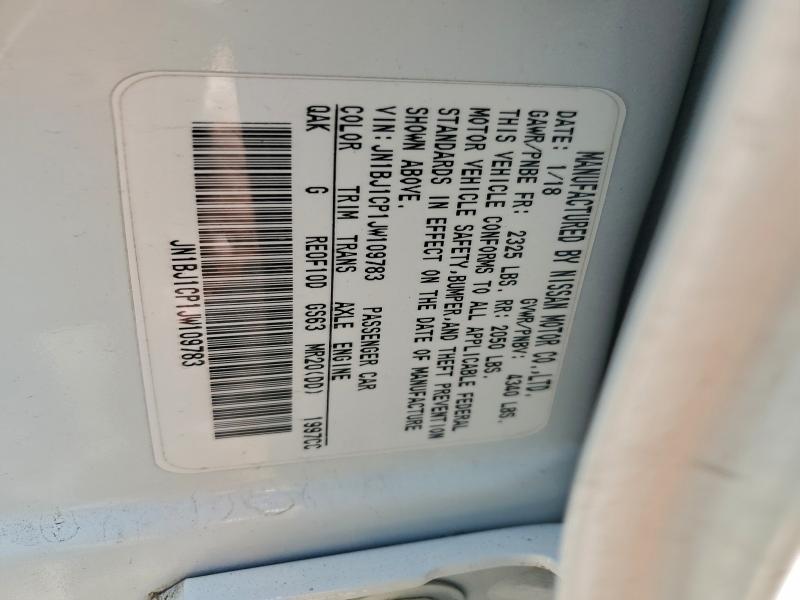 MANUFACTURED BY NISSAN MOTOR CO.,LTD.
DATE: 1/18 GVWR/PNBV: 4340 LBS.
GAWR/PNBE FR: 2325 LBS. RR: 2050 LBS.
THIS VEHICLE CONFORMS TO ALL APPLICABLE FEDERAL
MOTOR VEHICLE SAFETY,BUMPER,AND THEFT PREVENTION
STANDARDS IN EFFECT ON THE DATE OF MANUFACTURE
SHOWN ABOVE.
VIN:JN1BJ1CP1JW109783 PASSENGER CAR
COLOR TRIM TRANS AXLE ENGINE
QAK G RE0F10D GS63 MR20(DD) 1997CC
JN1BJ1CP1JW109783